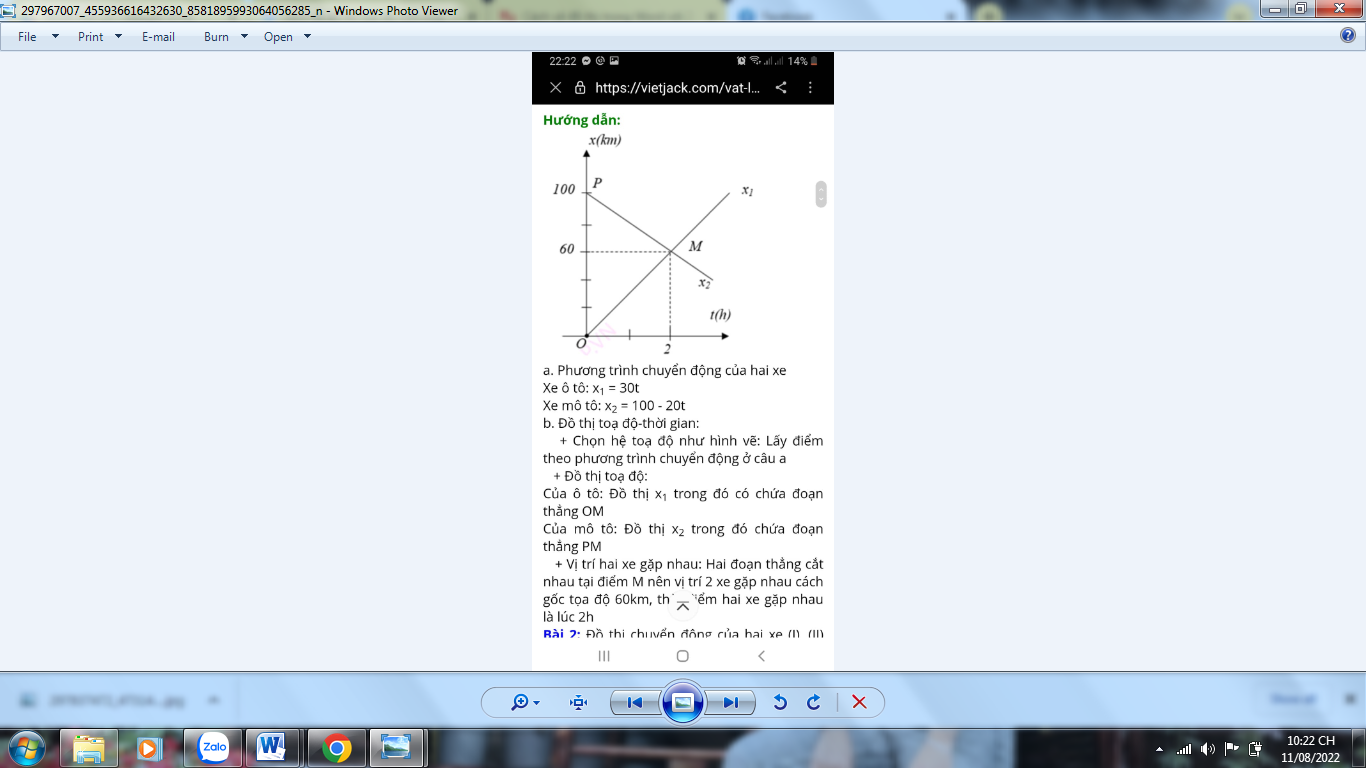 297967007_455936616432630_8581895993064056285_n - Windows Photo Viewer
File Print E-mail Burn Open
22:22 14%
https://vietjack.com/vat-l...
Hướng dẫn:
x(km)
100 P x1
60 M
x2
t(h)
O 2
a. Phương trình chuyển động của hai xe
Xe ô tô: x1 = 30t
Xe mô tô: x2 = 100 - 20t
b. Đồ thị toạ độ-thời gian:
+ Chọn hệ toạ độ như hình vẽ: Lấy điểm
theo phương trình chuyển động ở câu a
+ Đồ thị toạ độ:
Của ô tô: Đồ thị x1 trong đó có chứa đoạn
thẳng OM
Của mô tô: Đồ thị x2 trong đó chứa đoạn
thẳng PM
+ Vị trí hai xe gặp nhau: Hai đoạn thẳng cắt
nhau tại điểm M nên vị trí 2 xe gặp nhau cách
gốc tọa độ 60km, điểm hai xe gặp nhau
là lúc 2h
Bài 2: Đồ thị chuyển động của hai xe (I), (II)
Zalo
10:22 CH
11/08/2022